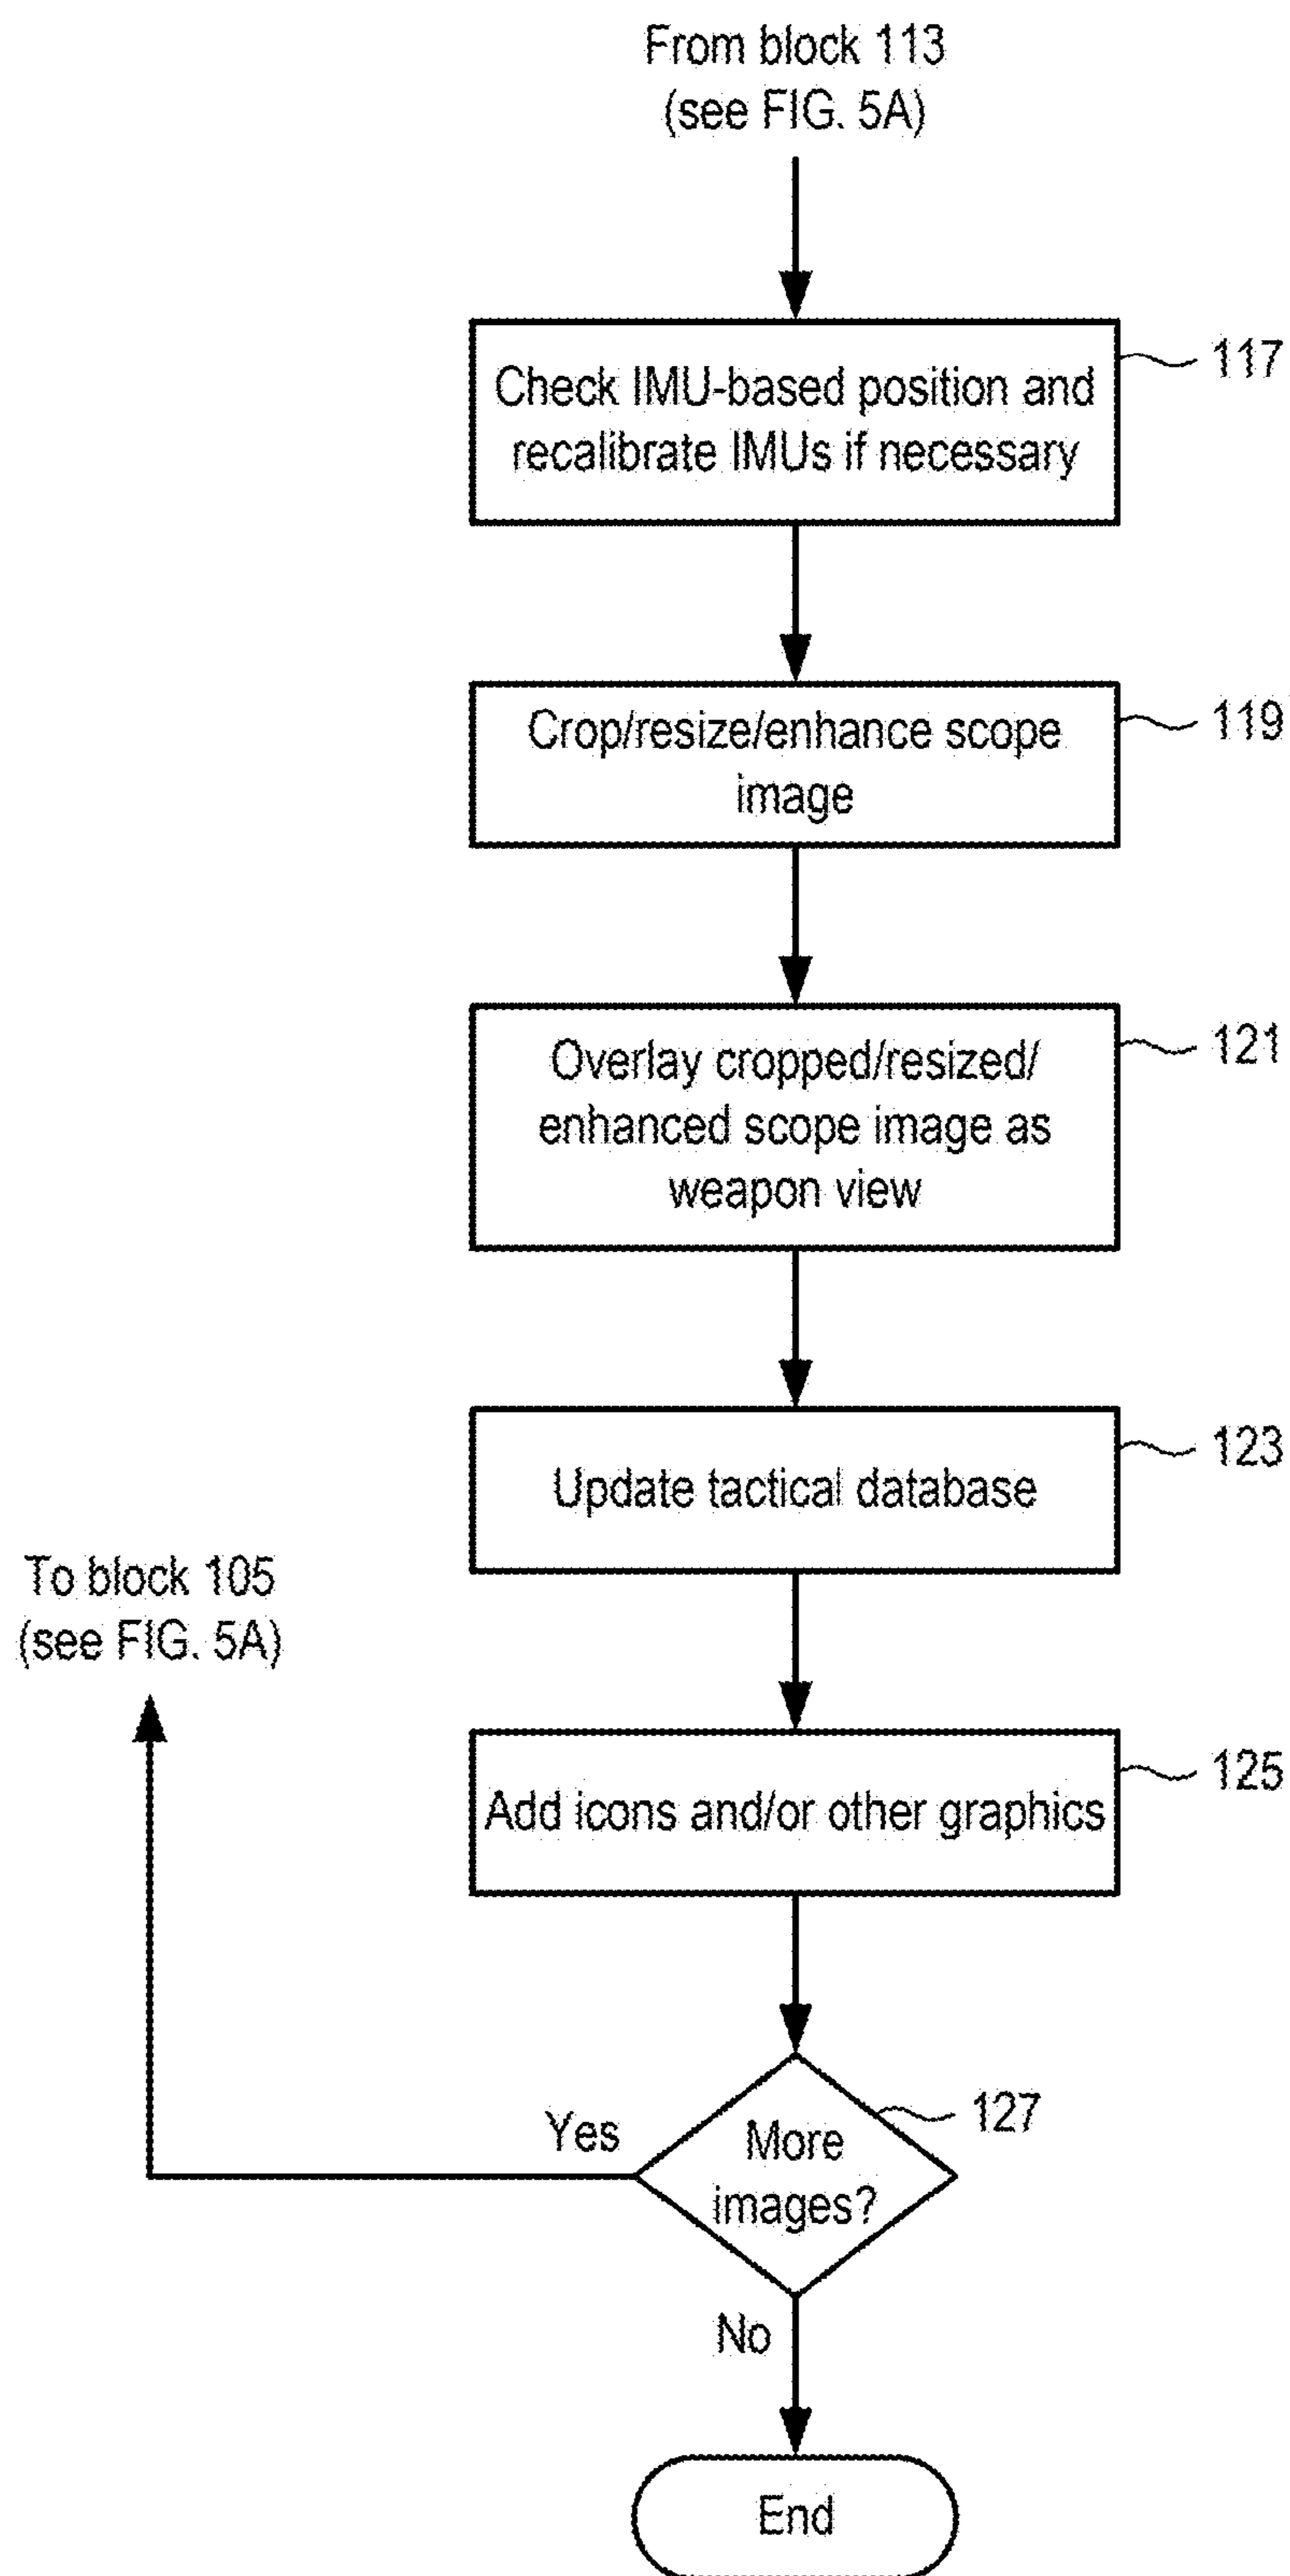 From block 113
(see FIG. 5A)
Check IMU-based position and
recalibrate IMUs if necessary
117
Crop/resize/enhance scope
image
119
Overlay cropped/resized/
enhanced scope image as
weapon view
121
Update tactical database
123
To block 105
(see FIG. 5A)
Add icons and/or other graphics
125
More
images?
127
Yes
No
End